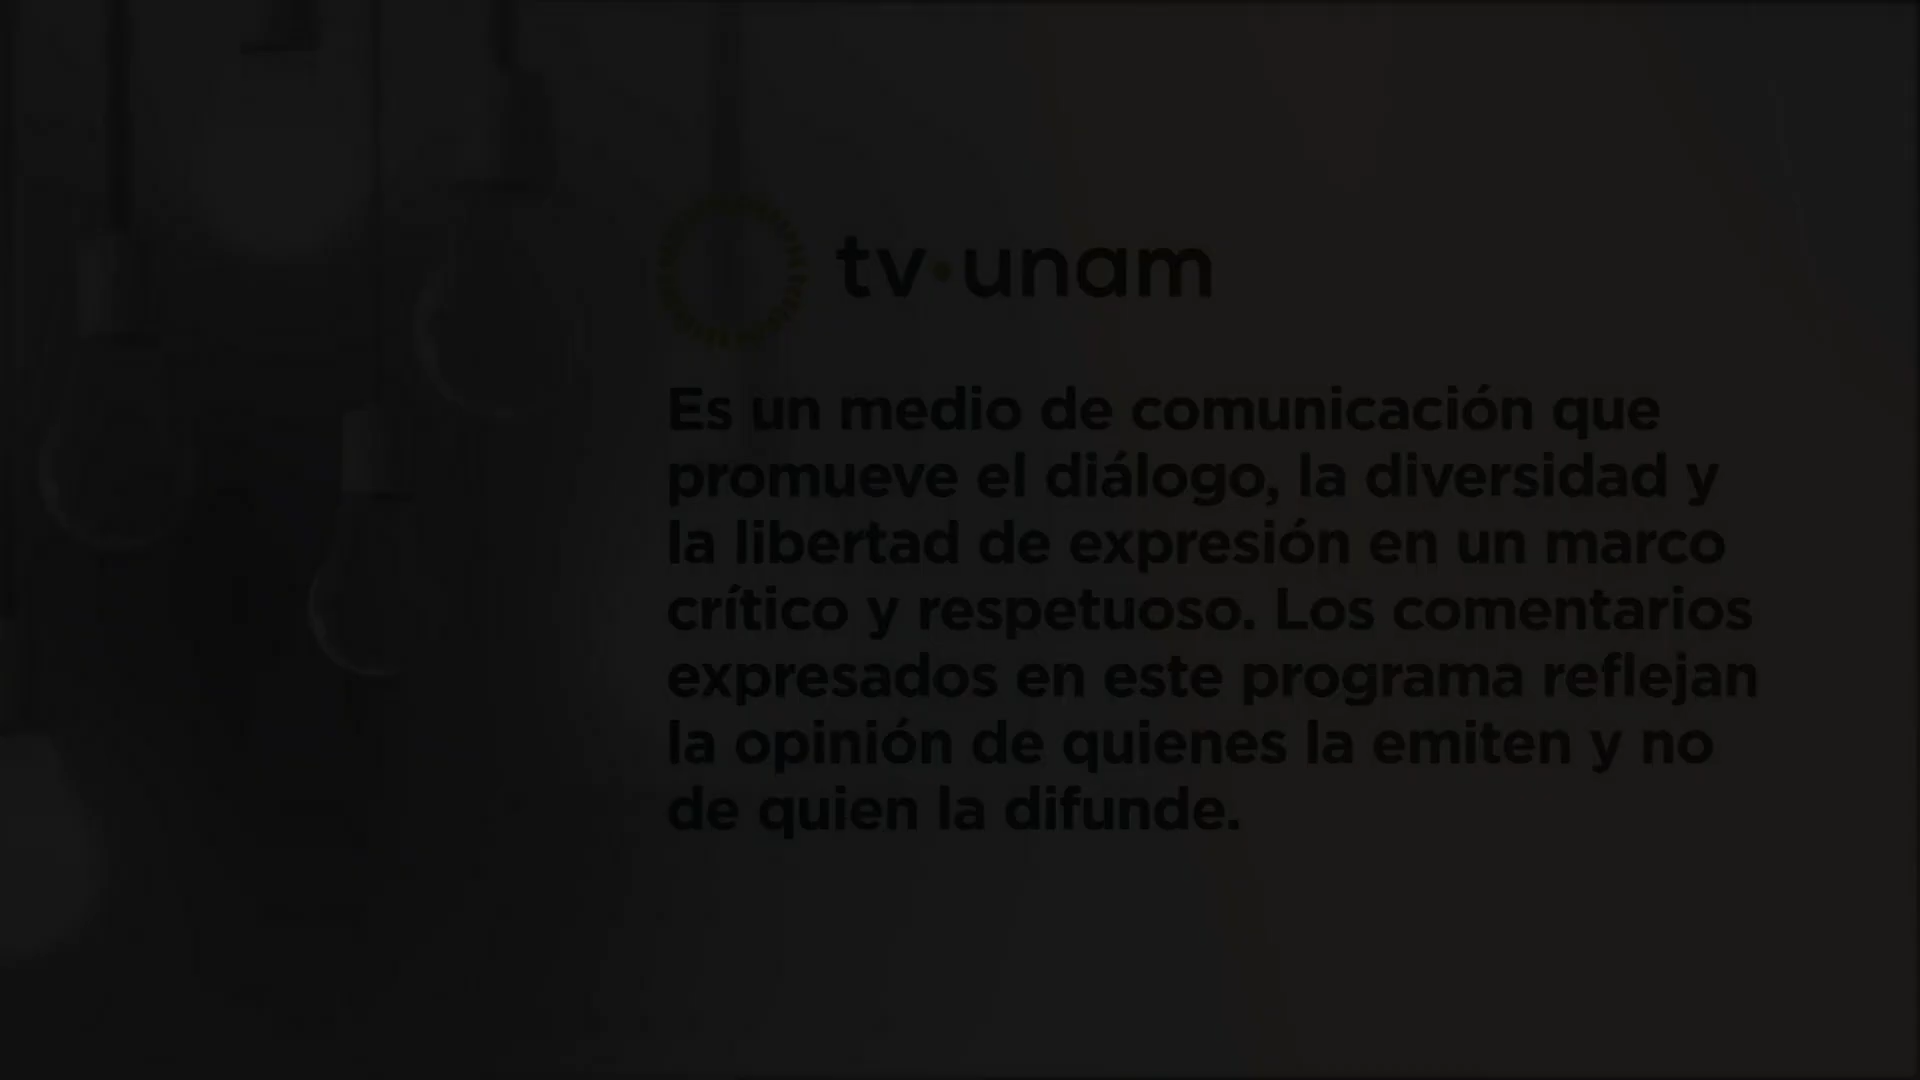 tv·unam
Es un medio de comunicación que
promueve el diálogo, la diversidad y
la libertad de expresión en un marco
crítico y respetuoso. Los comentarios
expresados en este programa reflejan
la opinión de quienes la emiten y no
de quien la difunde.